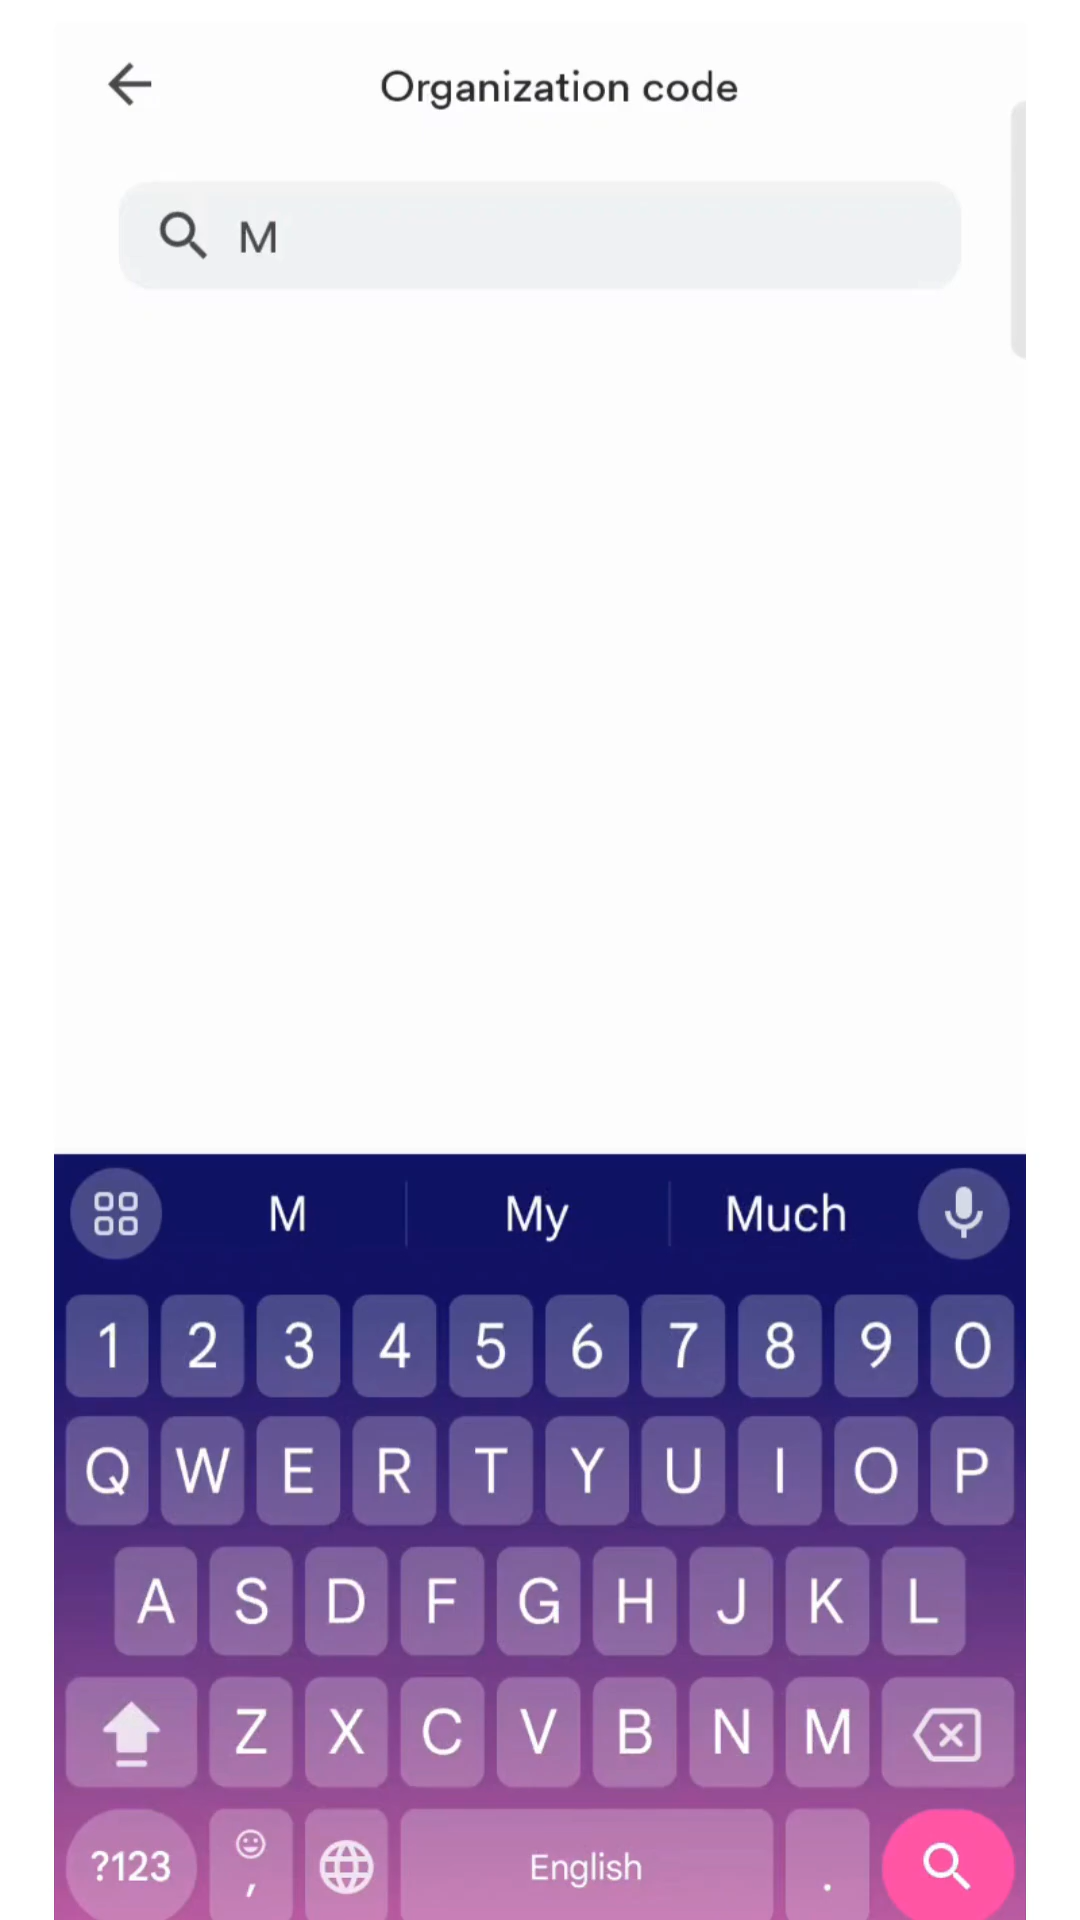 Organization code
M
M My Much
1 2 3 4 5 6 7 8 9 0
Q W E R T Y U I O P
A S D F G H J K L
Z X C V B N M
?123 , English .